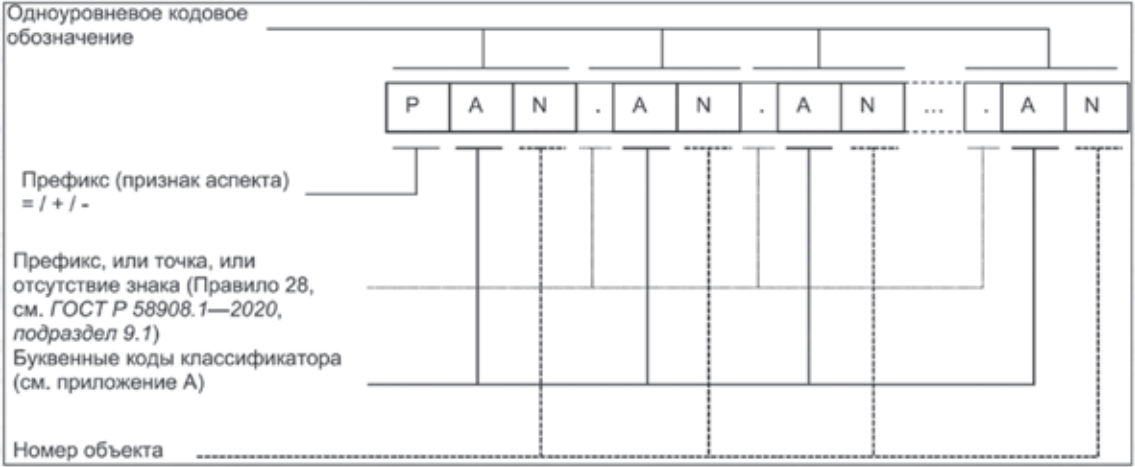 Одноуровневое кодовое
обозначение
P A N . A N . A N ... . A N
Префикс (признак аспекта)
= / + / -
Префикс, или точка, или
отсутствие знака (Правило 28,
см. ГОСТ Р 58908.1—2020,
подраздел 9.1)
Буквенные коды классификатора
(см. приложение А)
Номер объекта